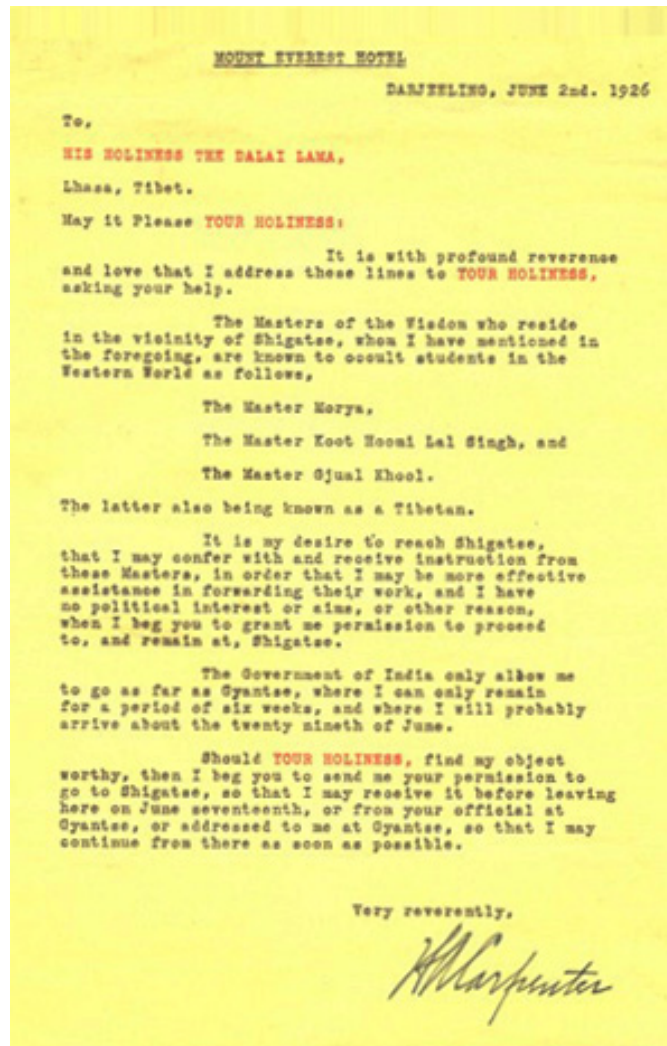 MOUNT EVEREST HOTEL
DARJEELING, JUNE 2nd. 1926
To,
HIS HOLINESS THE DALAI LAMA,
Lhasa, Tibet.
May it Please YOUR HOLINESS:
It is with profound reverence
and love that I address these lines to YOUR HOLINESS,
asking your help.
The Masters of the Wisdom who reside
in the vicinity of Shigatse, whom I have mentioned in
the foregoing, are known to occult students in the
Western World as follows,
The Master Morya,
The Master Koot Hoomi Lal Singh, and
The Master Gjual Khool.
The latter also being known as a Tibetan.
It is my desire to reach Shigatse,
that I may confer with and receive instruction from
these Masters, in order that I may be more effective
assistance in forwarding their work, and I have
no political interest or aims, or other reason,
when I beg you to grant me permission to proceed
to, and remain at, Shigatse.
The Government of India only allow me
to go as far as Gyantse, where I can only remain
for a period of six weeks, and where I will probably
arrive about the twenty nineth of June.
Should YOUR HOLINESS, find my object
worthy, then I beg you to send me your permission to
go to Shigatse, so that I may receive it before leaving
here on June seventeenth, or from your official at
Gyantse, or addressed to me at Gyantse, so that I may
continue from there as soon as possible.
Very reverently,
HACarpenter